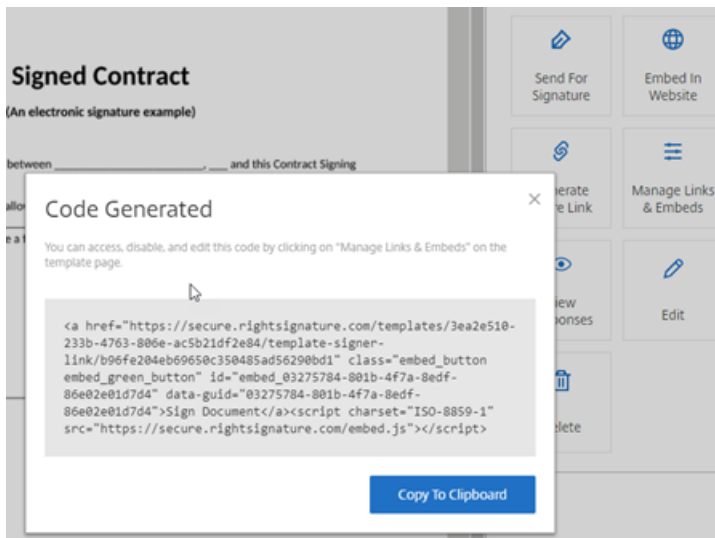 Signed Contract
(An electronic signature example)
between ______________________, ___ and this Contract Signing
Send For
Signature
Embed In
Website
Link
Manage Links
& Embeds
Edit
Code Generated
You can access, disable, and edit this code by clicking on "Manage Links & Embeds" on the
template page.
<a href="https://secure.rightsignature.com/templates/3ea2e510-
233b-4763-806e-ac5b21df2e84/template-signer-
link/b96fe204eb69650c350485ad56290bd1" class="embed_button
embed_green_button" id="embed_03275784-801b-4f7a-8edf-
86e02e01d7d4" data-guid="03275784-801b-4f7a-8edf-
86e02e01d7d4">Sign Document</a><script charset="ISO-8859-1"
src="https://secure.rightsignature.com/embed.js"></script>
Copy To Clipboard